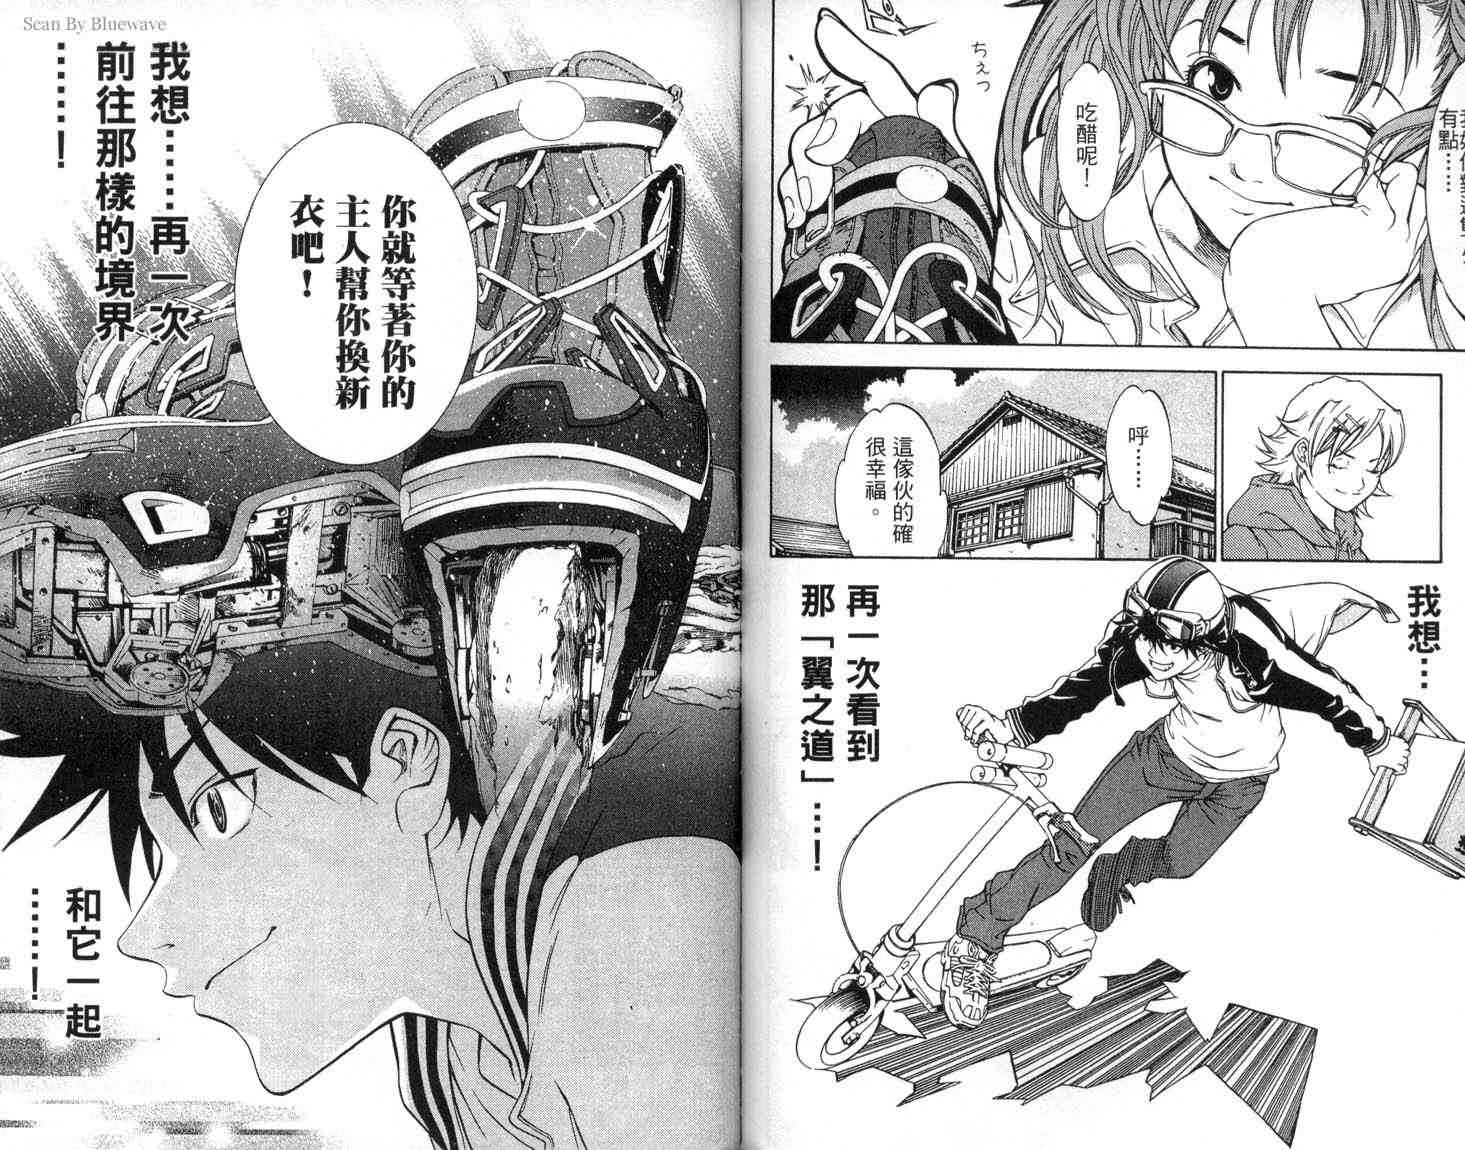 Scan By Bluewave
有點……
吃醋呢！
ちぇっ
呼……
這傢伙的確
很幸福。
我想…
再一次看到
那「翼之道」…！
我想……再一次
前往那樣的境界
……！
你就等著你的
主人幫你換新
衣吧！
和它一起
……！